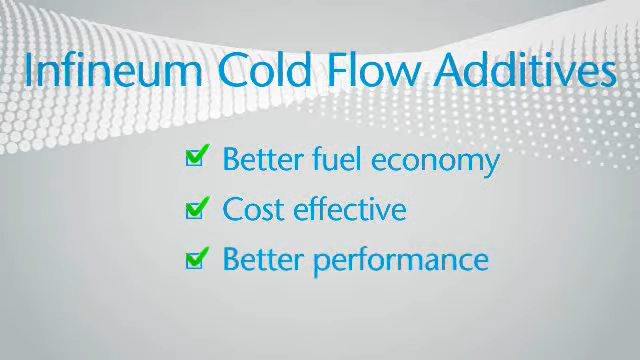 Infineum Cold Flow Additives
Better fuel economy
Cost effective
Better performance